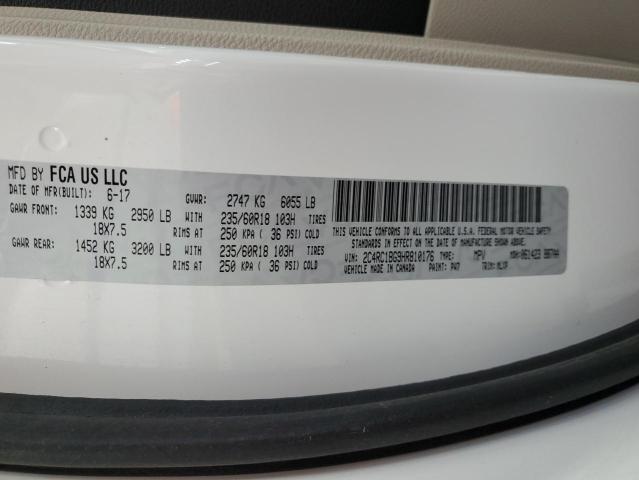 MFD BY FCA US LLC
DATE OF MFR(BUILT): 6-17 GVWR: 2747 KG 6055 LB
GAWR FRONT: 1339 KG 2950 LB WITH 235/60R18 103H TIRES
18X7.5 RIMS AT 250 KPA ( 36 PSI) COLD
GAWR REAR: 1452 KG 3200 LB WITH 235/60R18 103H TIRES
18X7.5 RIMS AT 250 KPA ( 36 PSI) COLD
THIS VEHICLE CONFORMS TO ALL APPLICABLE U.S.A. FEDERAL MOTOR VEHICLE SAFETY
STANDARDS IN EFFECT ON THE DATE OF MANUFACTURE SHOWN ABOVE.
VIN: 2C4RC1BG9HR810176 TYPE: MPV MDH: 061423
VEHICLE MADE IN CANADA PAINT: PW7 TRIM: